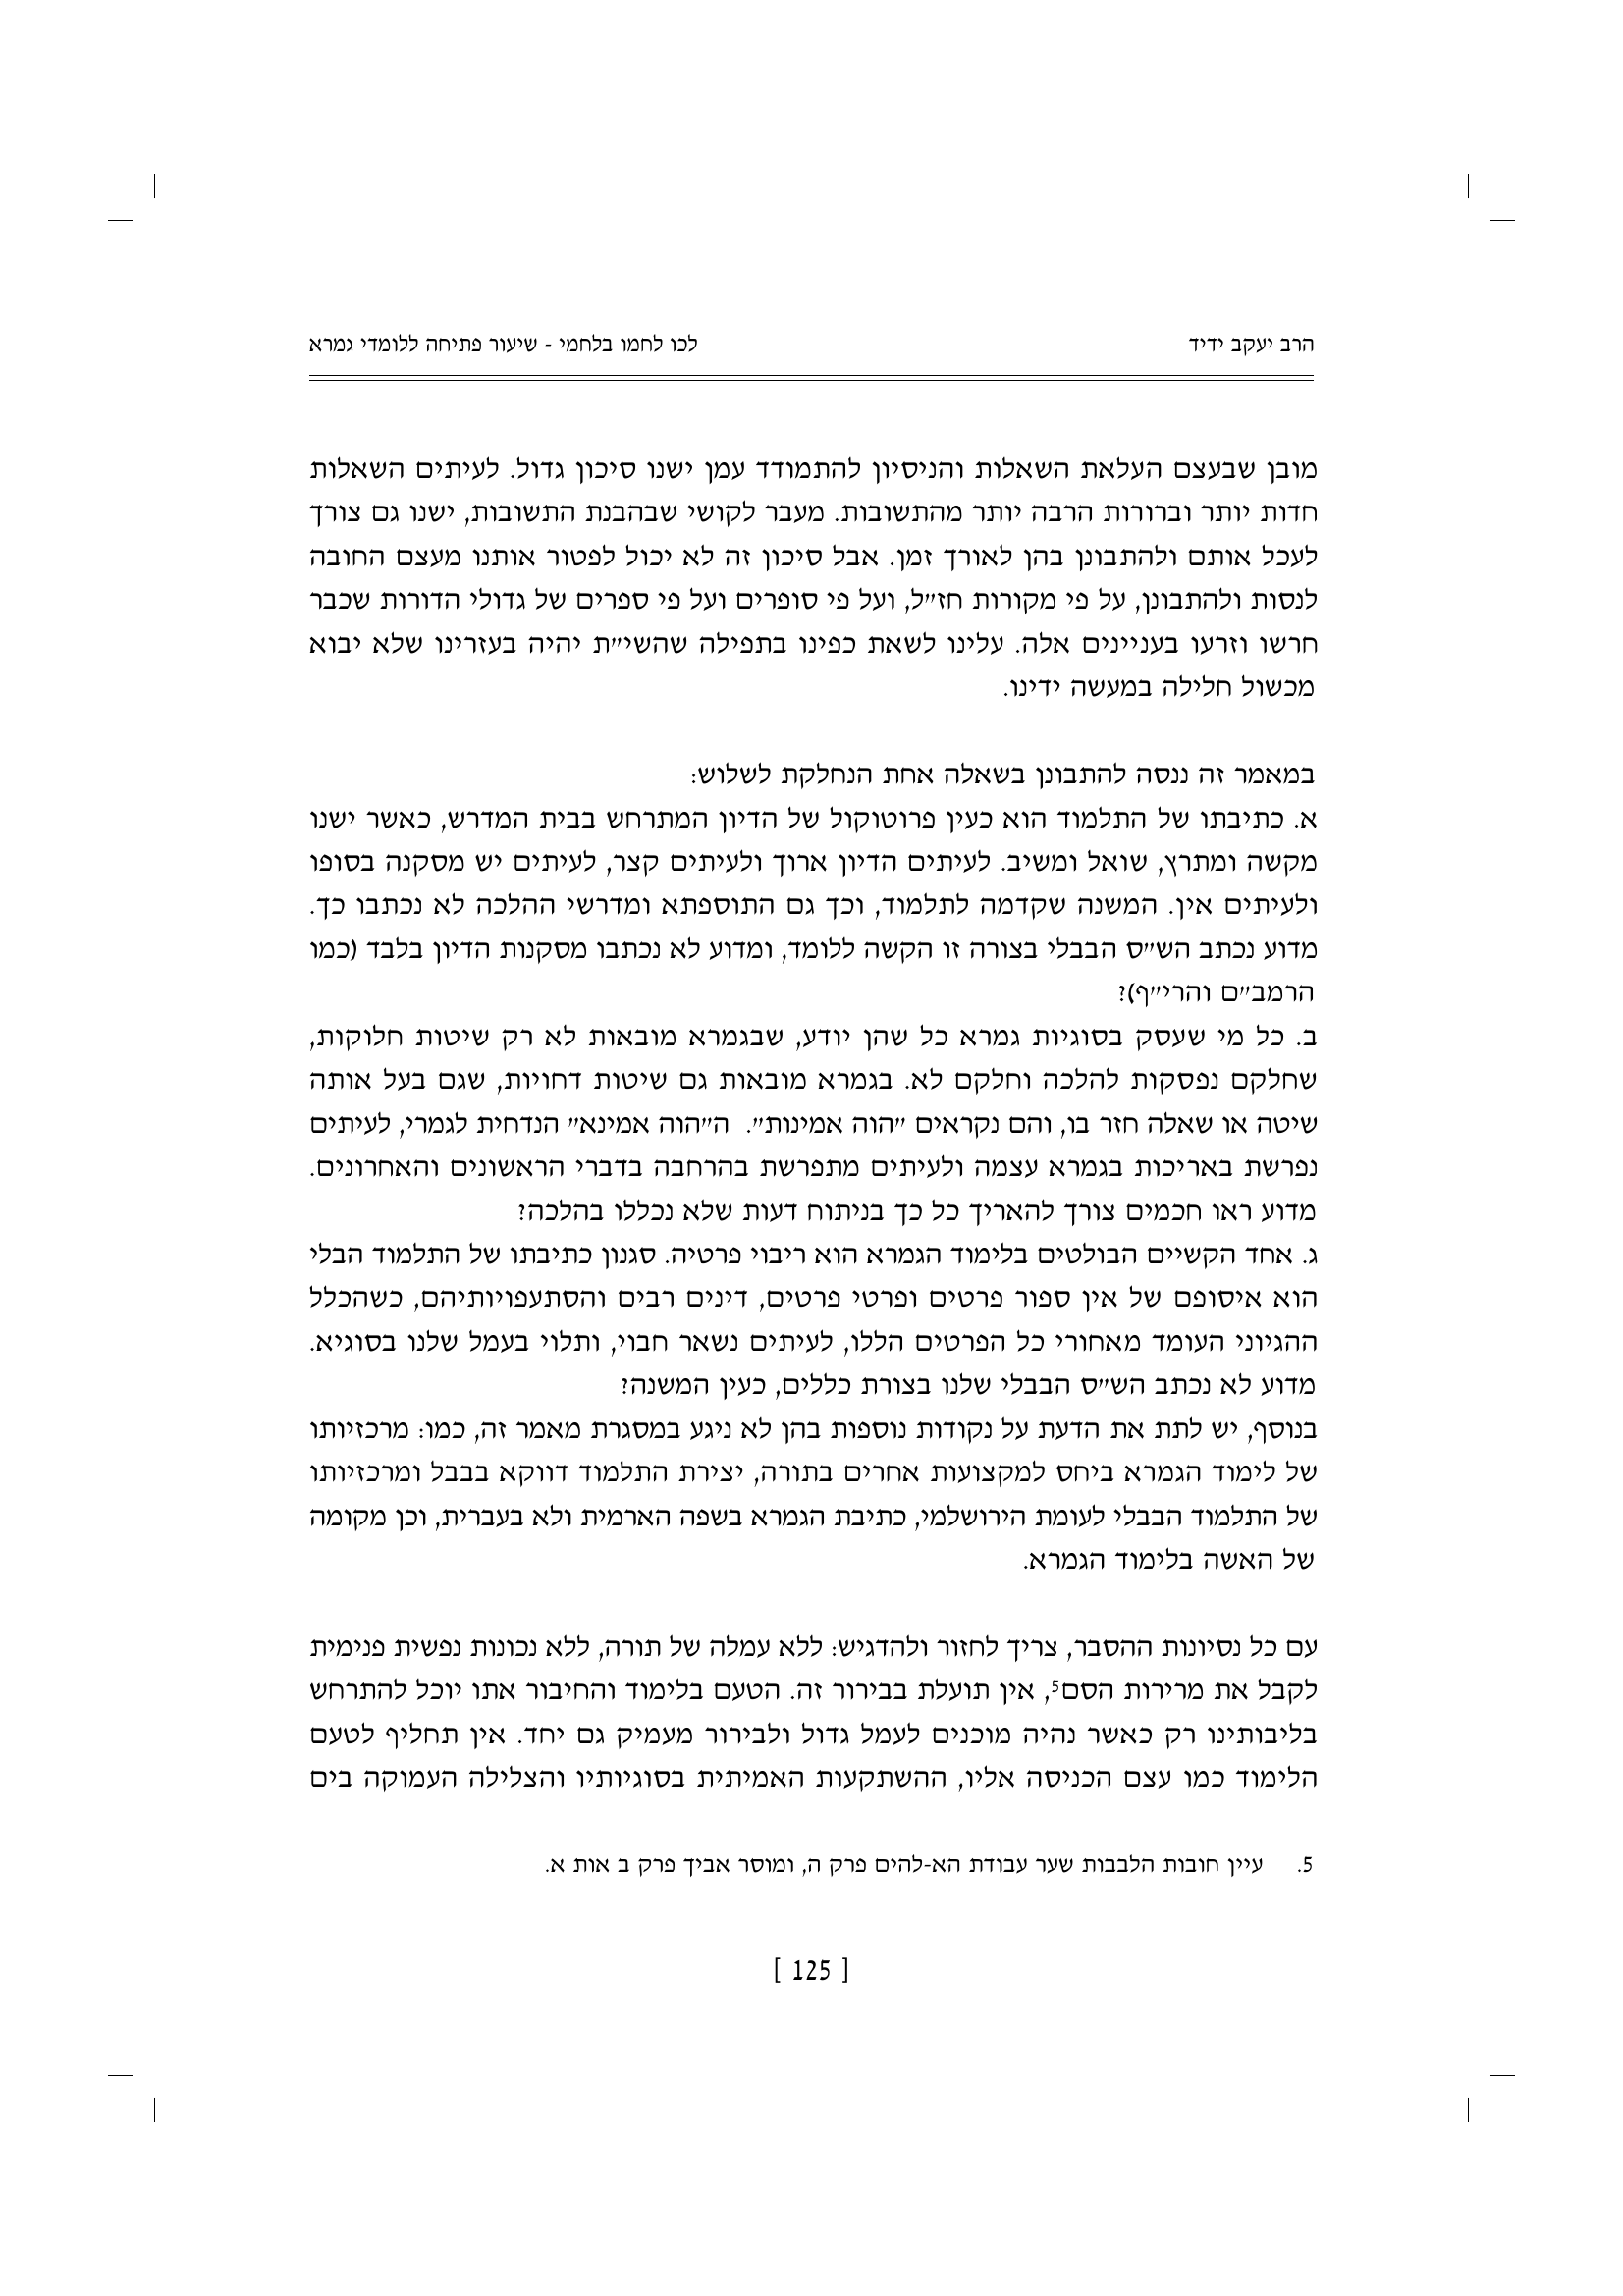 הרב יעקב ידיד
לכו לחמו בלחמי - שיעור פתיחה ללומדי גמרא
מובן שבעצם העלאת השאלות והניסיון להתמודד עמן ישנו סיכון גדול. לעיתים השאלות
חדות יותר וברורות הרבה יותר מהתשובות. מעבר לקושי שבהבנת התשובות, ישנו גם צורך
לעכל אותם ולהתבונן בהן לאורך זמן. אבל סיכון זה לא יכול לפטור אותנו מעצם החובה
לנסות ולהתבונן, על פי מקורות חז״ל, ועל פי סופרים ועל פי ספרים של גדולי הדורות שכבר
חרשו וזרעו בעניינים אלה. עלינו לשאת כפינו בתפילה שהשי״ת יהיה בעזרינו שלא יבוא
מכשול חלילה במעשה ידינו.
במאמר זה ננסה להתבונן בשאלה אחת הנחלקת לשלוש:
א. כתיבתו של התלמוד הוא כעין פרוטוקול של הדיון המתרחש בבית המדרש, כאשר ישנו
מקשה ומתרץ, שואל ומשיב. לעיתים הדיון ארוך ולעיתים קצר, לעיתים יש מסקנה בסופו
ולעיתים אין. המשנה שקדמה לתלמוד, וכך גם התוספתא ומדרשי ההלכה לא נכתבו כך.
מדוע נכתב הש״ס הבבלי בצורה זו הקשה ללומד, ומדוע לא נכתבו מסקנות הדיון בלבד (כמו
הרמב״ם והרי״ף)?
ב. כל מי שעסק בסוגיות גמרא כל שהן יודע, שבגמרא מובאות לא רק שיטות חלוקות,
שחלקם נפסקות להלכה וחלקם לא. בגמרא מובאות גם שיטות דחויות, שגם בעל אותה
שיטה או שאלה חזר בו, והם נקראים ״הוה אמינות״. ה״הוה אמינא״ הנדחית לגמרי, לעיתים
נפרשת באריכות בגמרא עצמה ולעיתים מתפרשת בהרחבה בדברי הראשונים והאחרונים.
מדוע ראו חכמים צורך להאריך כל כך בניתוח דעות שלא נכללו בהלכה?
ג. אחד הקשיים הבולטים בלימוד הגמרא הוא ריבוי פרטיה. סגנון כתיבתו של התלמוד הבלי
הוא איסופם של אין ספור פרטים ופרטי פרטים, דינים רבים והסתעפויותיהם, כשהכלל
ההגיוני העומד מאחורי כל הפרטים הללו, לעיתים נשאר חבוי, ותלוי בעמל שלנו בסוגיא.
מדוע לא נכתב הש״ס הבבלי שלנו בצורת כללים, כעין המשנה?
בנוסף, יש לתת את הדעת על נקודות נוספות בהן לא ניגע במסגרת מאמר זה, כמו: מרכזיותו
של לימוד הגמרא ביחס למקצועות אחרים בתורה, יצירת התלמוד דווקא בבבל ומרכזיותו
של התלמוד הבבלי לעומת הירושלמי, כתיבת הגמרא בשפה הארמית ולא בעברית, וכן מקומה
של האשה בלימוד הגמרא.
עם כל נסיונות ההסבר, צריך לחזור ולהדגיש: ללא עמלה של תורה, ללא נכונות נפשית פנימית
לקבל את מרירות הסם⁵, אין תועלת בבירור זה. הטעם בלימוד והחיבור אתו יוכל להתרחש
בליבותינו רק כאשר נהיה מוכנים לעמל גדול ולבירור מעמיק גם יחד. אין תחליף לטעם
הלימוד כמו עצם הכניסה אליו, ההשתקעות האמיתית בסוגיותיו והצלילה העמוקה בים
5. עיין חובות הלבבות שער עבודת הא-להים פרק ה, ומוסר אביך פרק ב אות א.
[ 125 ]